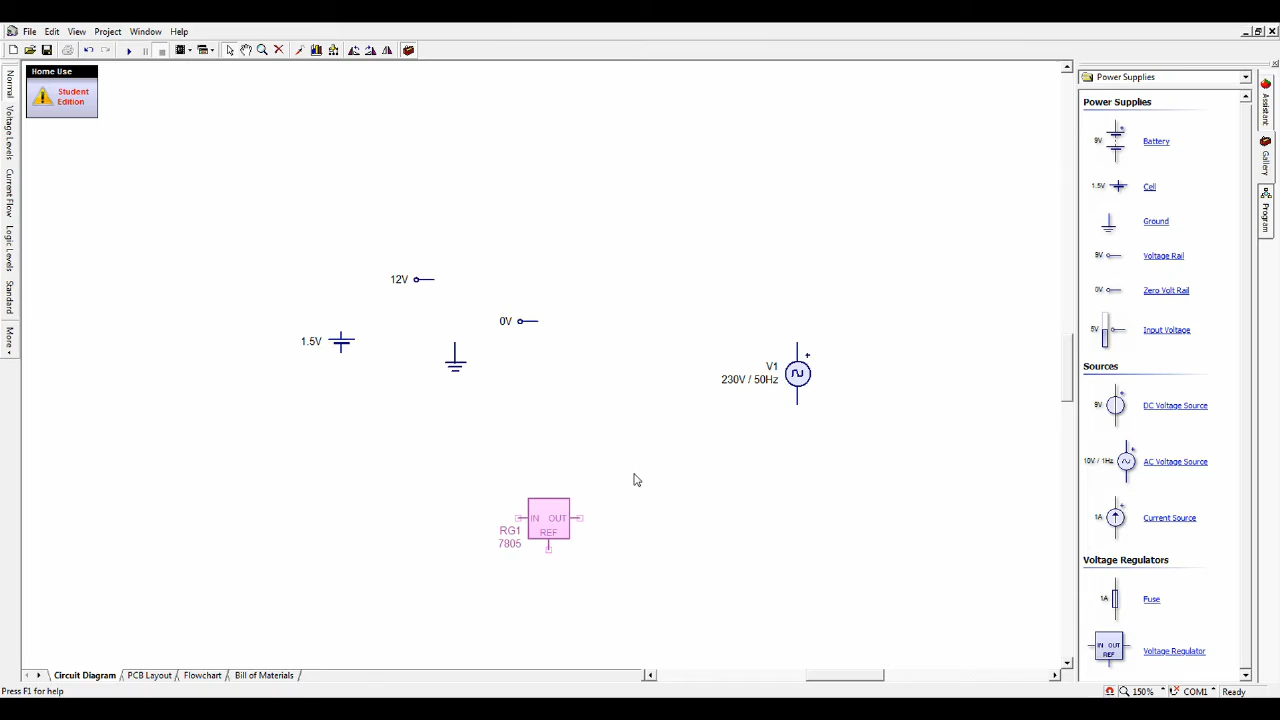 File Edit View Project Window Help
Home Use
Student
Edition
Normal
Voltage Levels
Current Flow
Logic Levels
Standard
More
12V
0V
1.5V
V1
230V / 50Hz
IN OUT
REF
RG1
7805
Power Supplies
Power Supplies
9V Battery
1.5V Cell
Ground
9V Voltage Rail
0V Zero Volt Rail
5V Input Voltage
Sources
9V DC Voltage Source
10V / 1Hz AC Voltage Source
1A Current Source
Voltage Regulators
1A Fuse
IN OUT
REF
Voltage Regulator
Assistant
Gallery
Program
Circuit Diagram PCB Layout Flowchart Bill of Materials
Press F1 for help
150% COM1 Ready